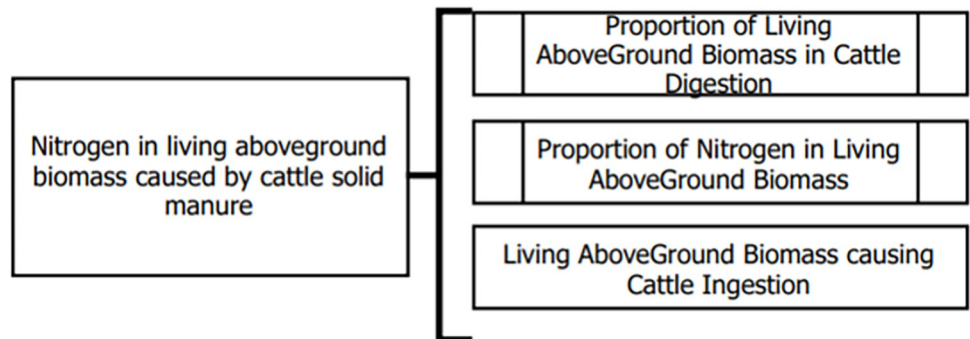 Nitrogen in living aboveground
biomass caused by cattle solid
manure
Proportion of Living
AboveGround Biomass in Cattle
Digestion
Proportion of Nitrogen in Living
AboveGround Biomass
Living AboveGround Biomass causing
Cattle Ingestion